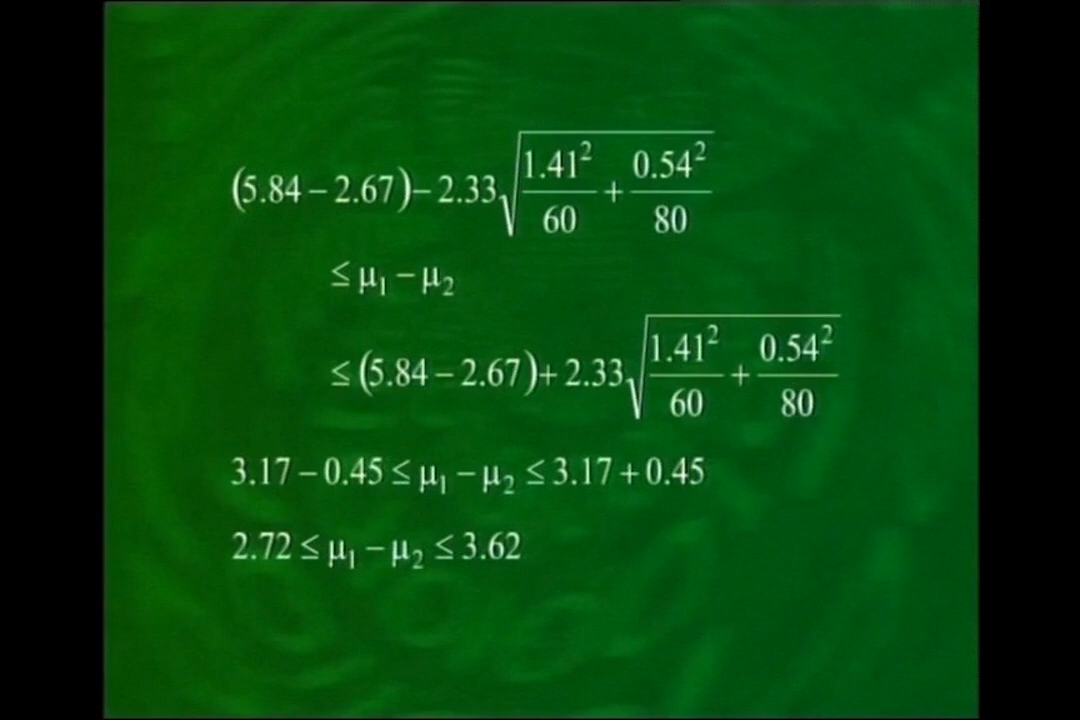 (5.84 – 2.67) – 2.33√(1.41²/60 + 0.54²/80)
≤ μ₁ – μ₂
≤ (5.84 – 2.67) + 2.33√(1.41²/60 + 0.54²/80)
3.17 – 0.45 ≤ μ₁ – μ₂ ≤ 3.17 + 0.45
2.72 ≤ μ₁ – μ₂ ≤ 3.62